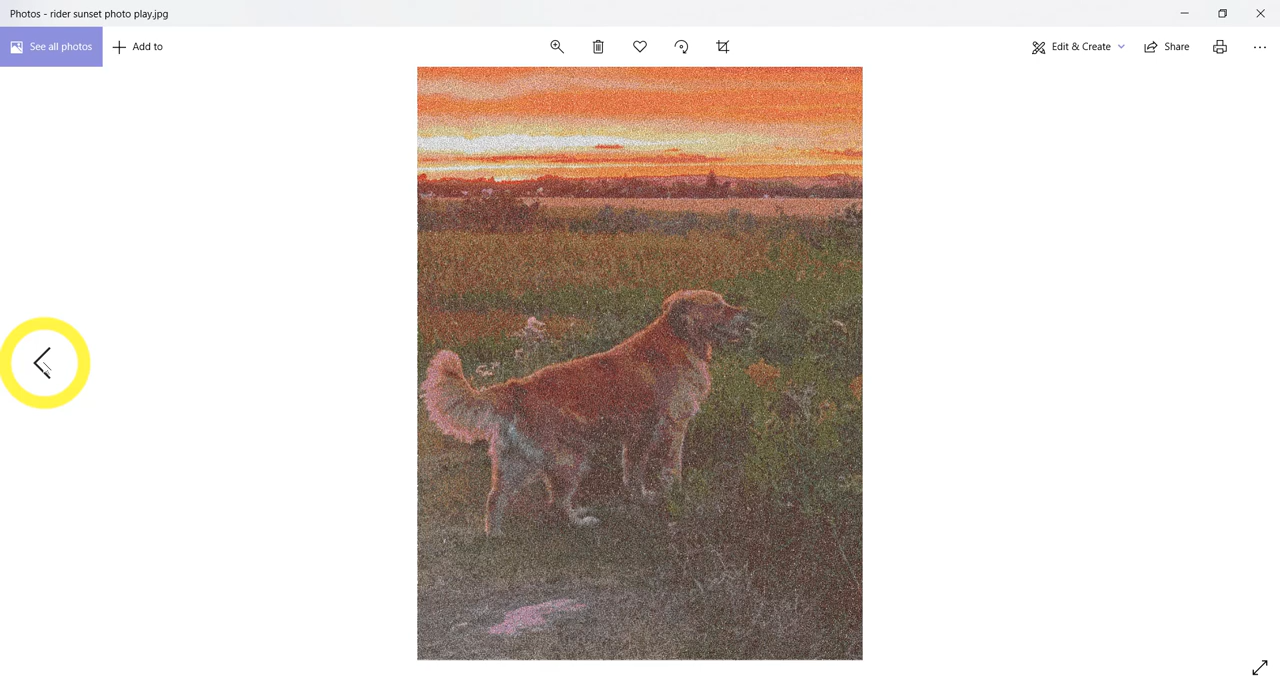 Photos - rider sunset photo play.jpg
See all photos
Add to
Edit & Create
Share